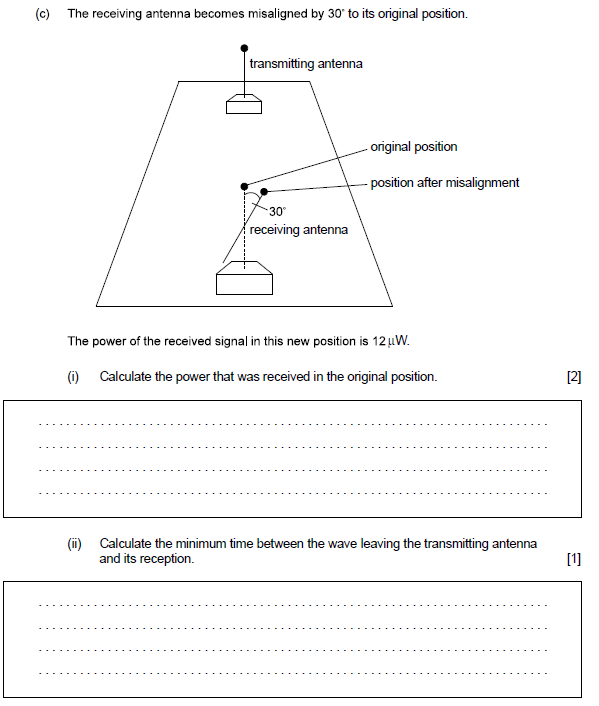 (c) The receiving antenna becomes misaligned by 30° to its original position.
transmitting antenna
original position
position after misalignment
30°
receiving antenna
The power of the received signal in this new position is 12µW.
(i) Calculate the power that was received in the original position. [2]
(ii) Calculate the minimum time between the wave leaving the transmitting antenna
and its reception. [1]